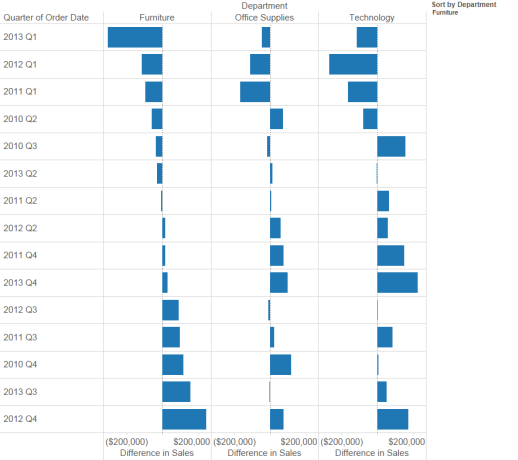 Department
Quarter of Order Date Furniture Office Supplies Technology
2013 Q1
2012 Q1
2011 Q1
2010 Q2
2010 Q3
2013 Q2
2011 Q2
2012 Q2
2011 Q4
2013 Q4
2012 Q3
2011 Q3
2010 Q4
2013 Q3
2012 Q4
($200,000) $200,000 ($200,000) $200,000 ($200,000) $200,000
Difference in Sales Difference in Sales Difference in Sales
Sort by Department
Furniture